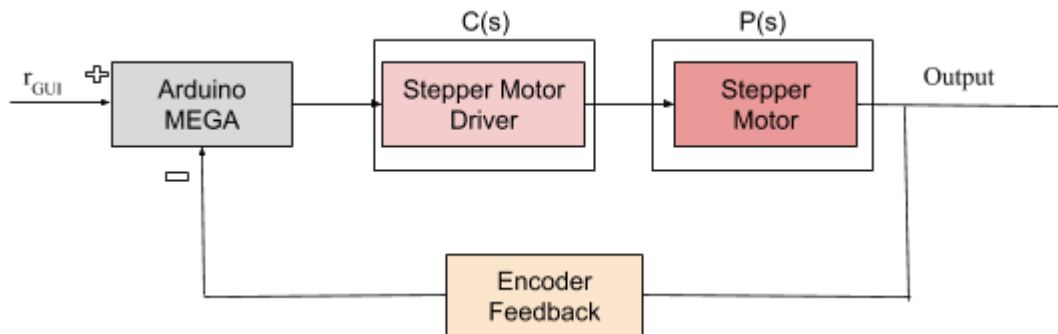 C(s)
P(s)
r_GUI
+
Arduino
MEGA
Stepper Motor
Driver
Stepper
Motor
Output
−
Encoder
Feedback